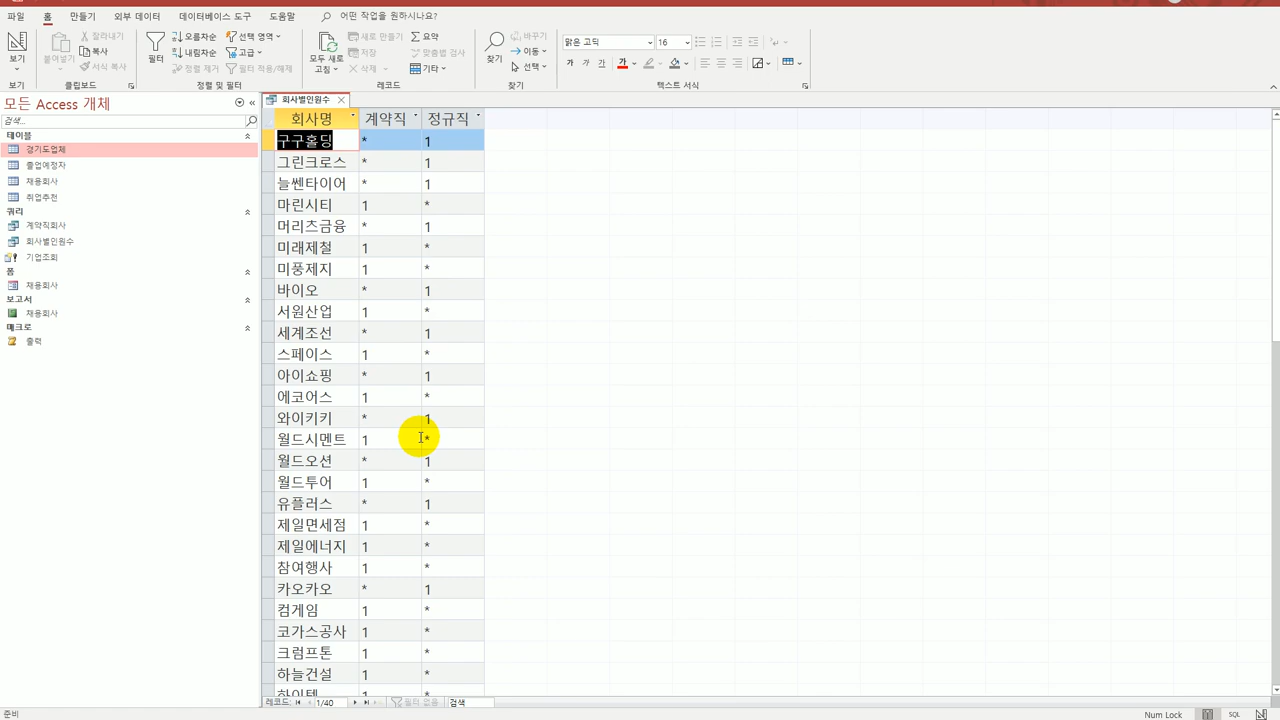 파일 홈 만들기 외부 데이터 데이터베이스 도구 도움말 어떤 작업을 원하시나요?
잘라내기 오름차순 선택 영역 새로 만들기 요약 바꾸기 맑은 고딕 16
보기 붙여넣기 복사 필터 내림차순 고급 모두 새로 고침 저장 맞춤법 검사 찾기 이동
서식 복사 정렬 제거 필터 적용/해제 삭제 기타 선택 가 가 가 가
보기 클립보드 정렬 및 필터 레코드 찾기 텍스트 서식
모든 Access 개체
검색...
테이블
경기도업체
졸업예정자
채용회사
취업추천
쿼리
계약직회사
회사별인원수
기업조회
폼
채용회사
보고서
채용회사
매크로
출력
회사별인원수
회사명 계약직 정규직
구구홀딩 * 1
그린크로스 * 1
늘쎈타이어 * 1
마린시티 1 *
머리츠금융 * 1
미래제철 1 *
미풍제지 1 *
바이오 * 1
서원산업 1 *
세계조선 * 1
스페이스 1 *
아이쇼핑 * 1
에코어스 1 *
와이키키 * 1
월드시멘트 1 *
월드오션 * 1
월드투어 1 *
유플러스 * 1
제일면세점 1 *
제일에너지 1 *
참여행사 1 *
카오카오 * 1
컴게임 1 *
코가스공사 1 *
크럼프톤 1 *
하늘건설 1 *
하이텍 1 *
레코드: 1/40 필터 없음 검색
준비 Num Lock SQL